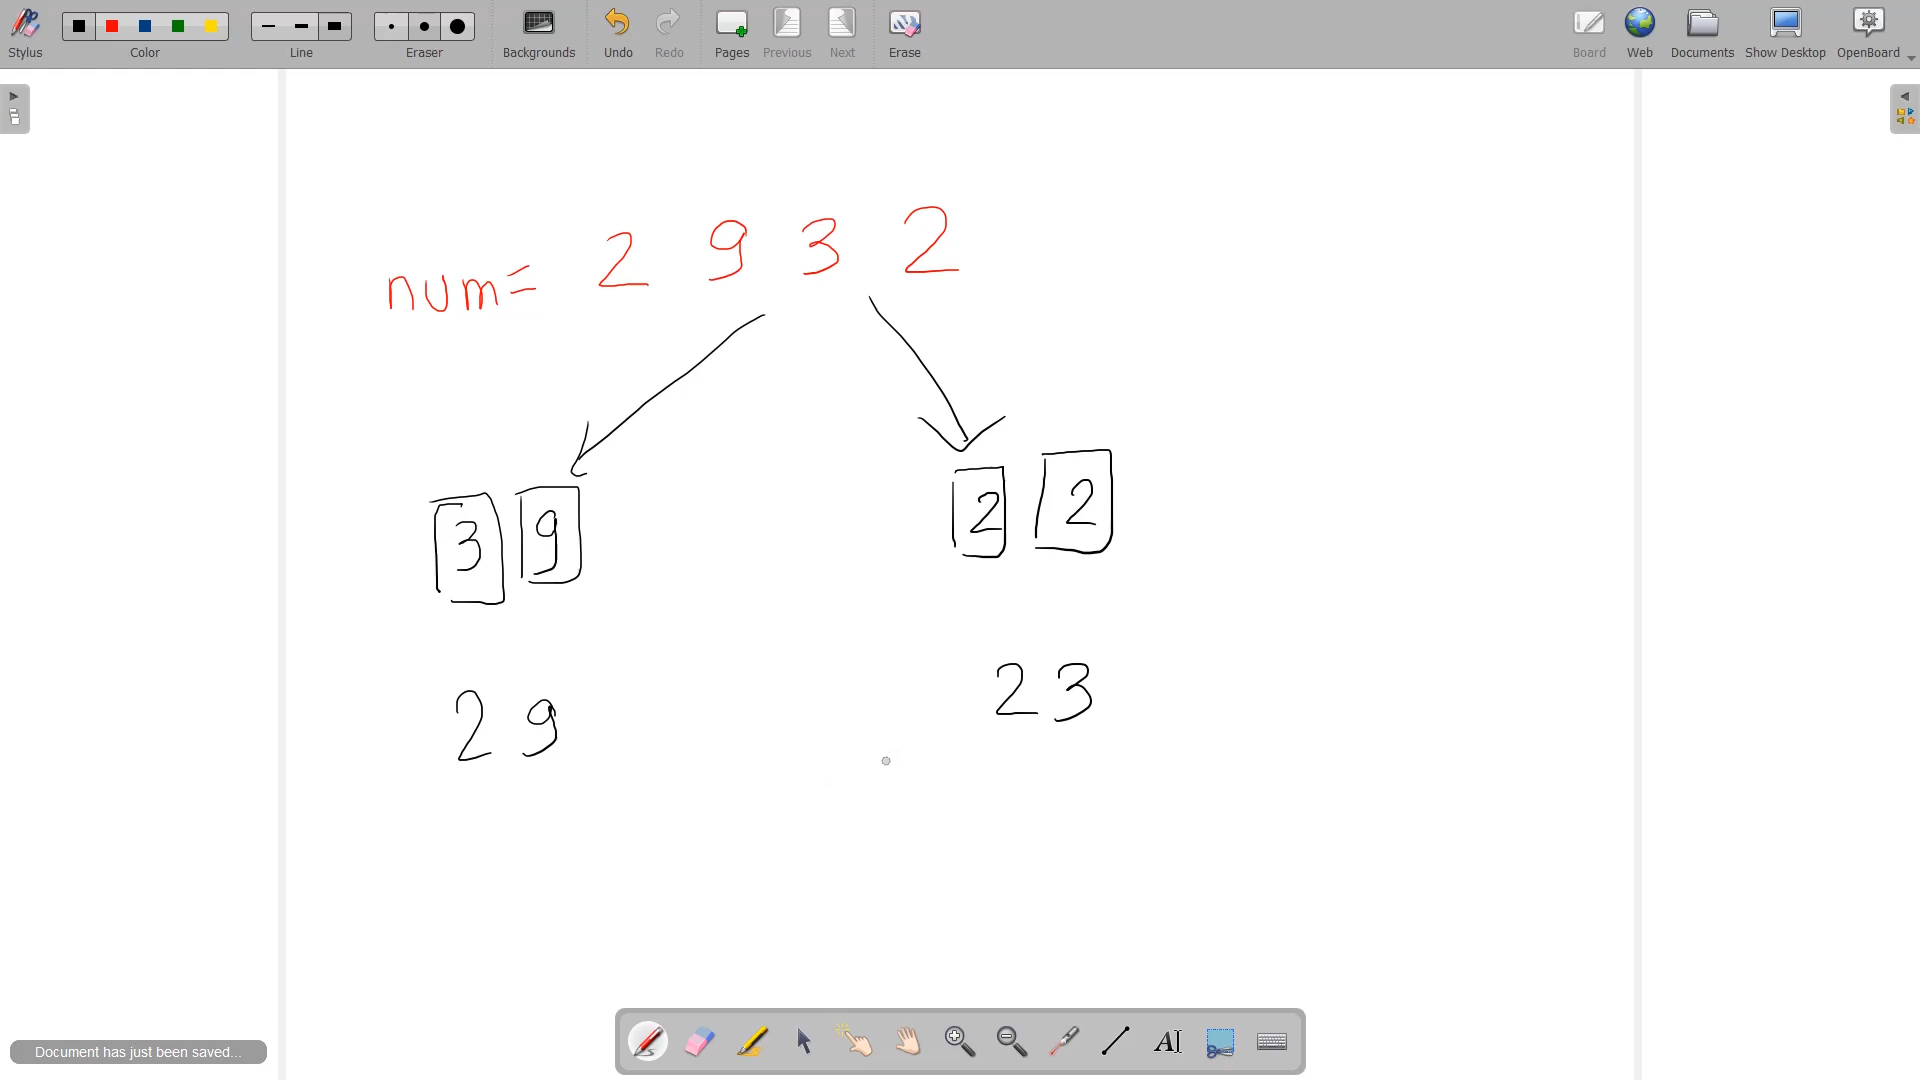 Stylus Color Line Eraser Backgrounds Undo Redo Pages Previous Next Erase Board Web Documents Show Desktop OpenBoard
num= 2 9 3 2
3 9 2 2
2 9 2 3
Document has just been saved...